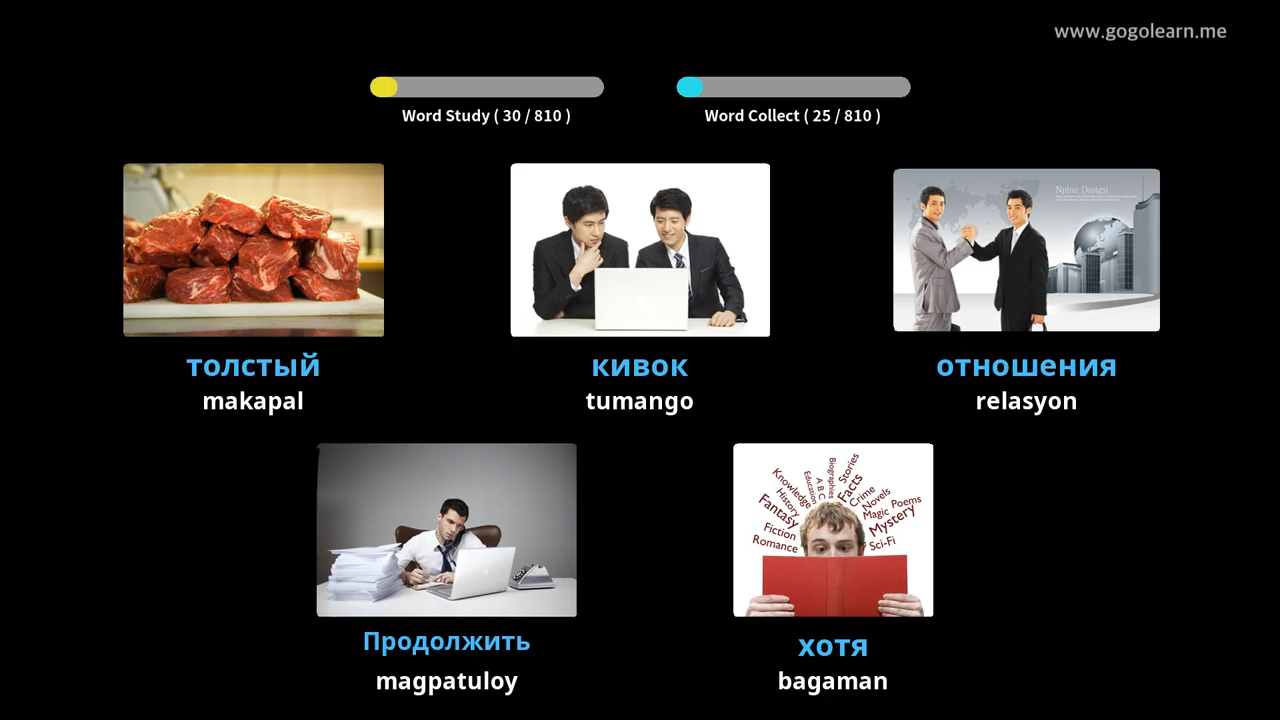 www.gogolearn.me
Word Study ( 30 / 810 )
Word Collect ( 25 / 810 )
Npine Design
толстый
makapal
кивок
tumango
отношения
relasyon
Knowledge
History
Fantasy
Fiction
Romance
Education
A B C
Biographies
Stories
Facts
Crime
Novels
Magic
Poems
Mystery
Sci-Fi
Продолжить
magpatuloy
хотя
bagaman